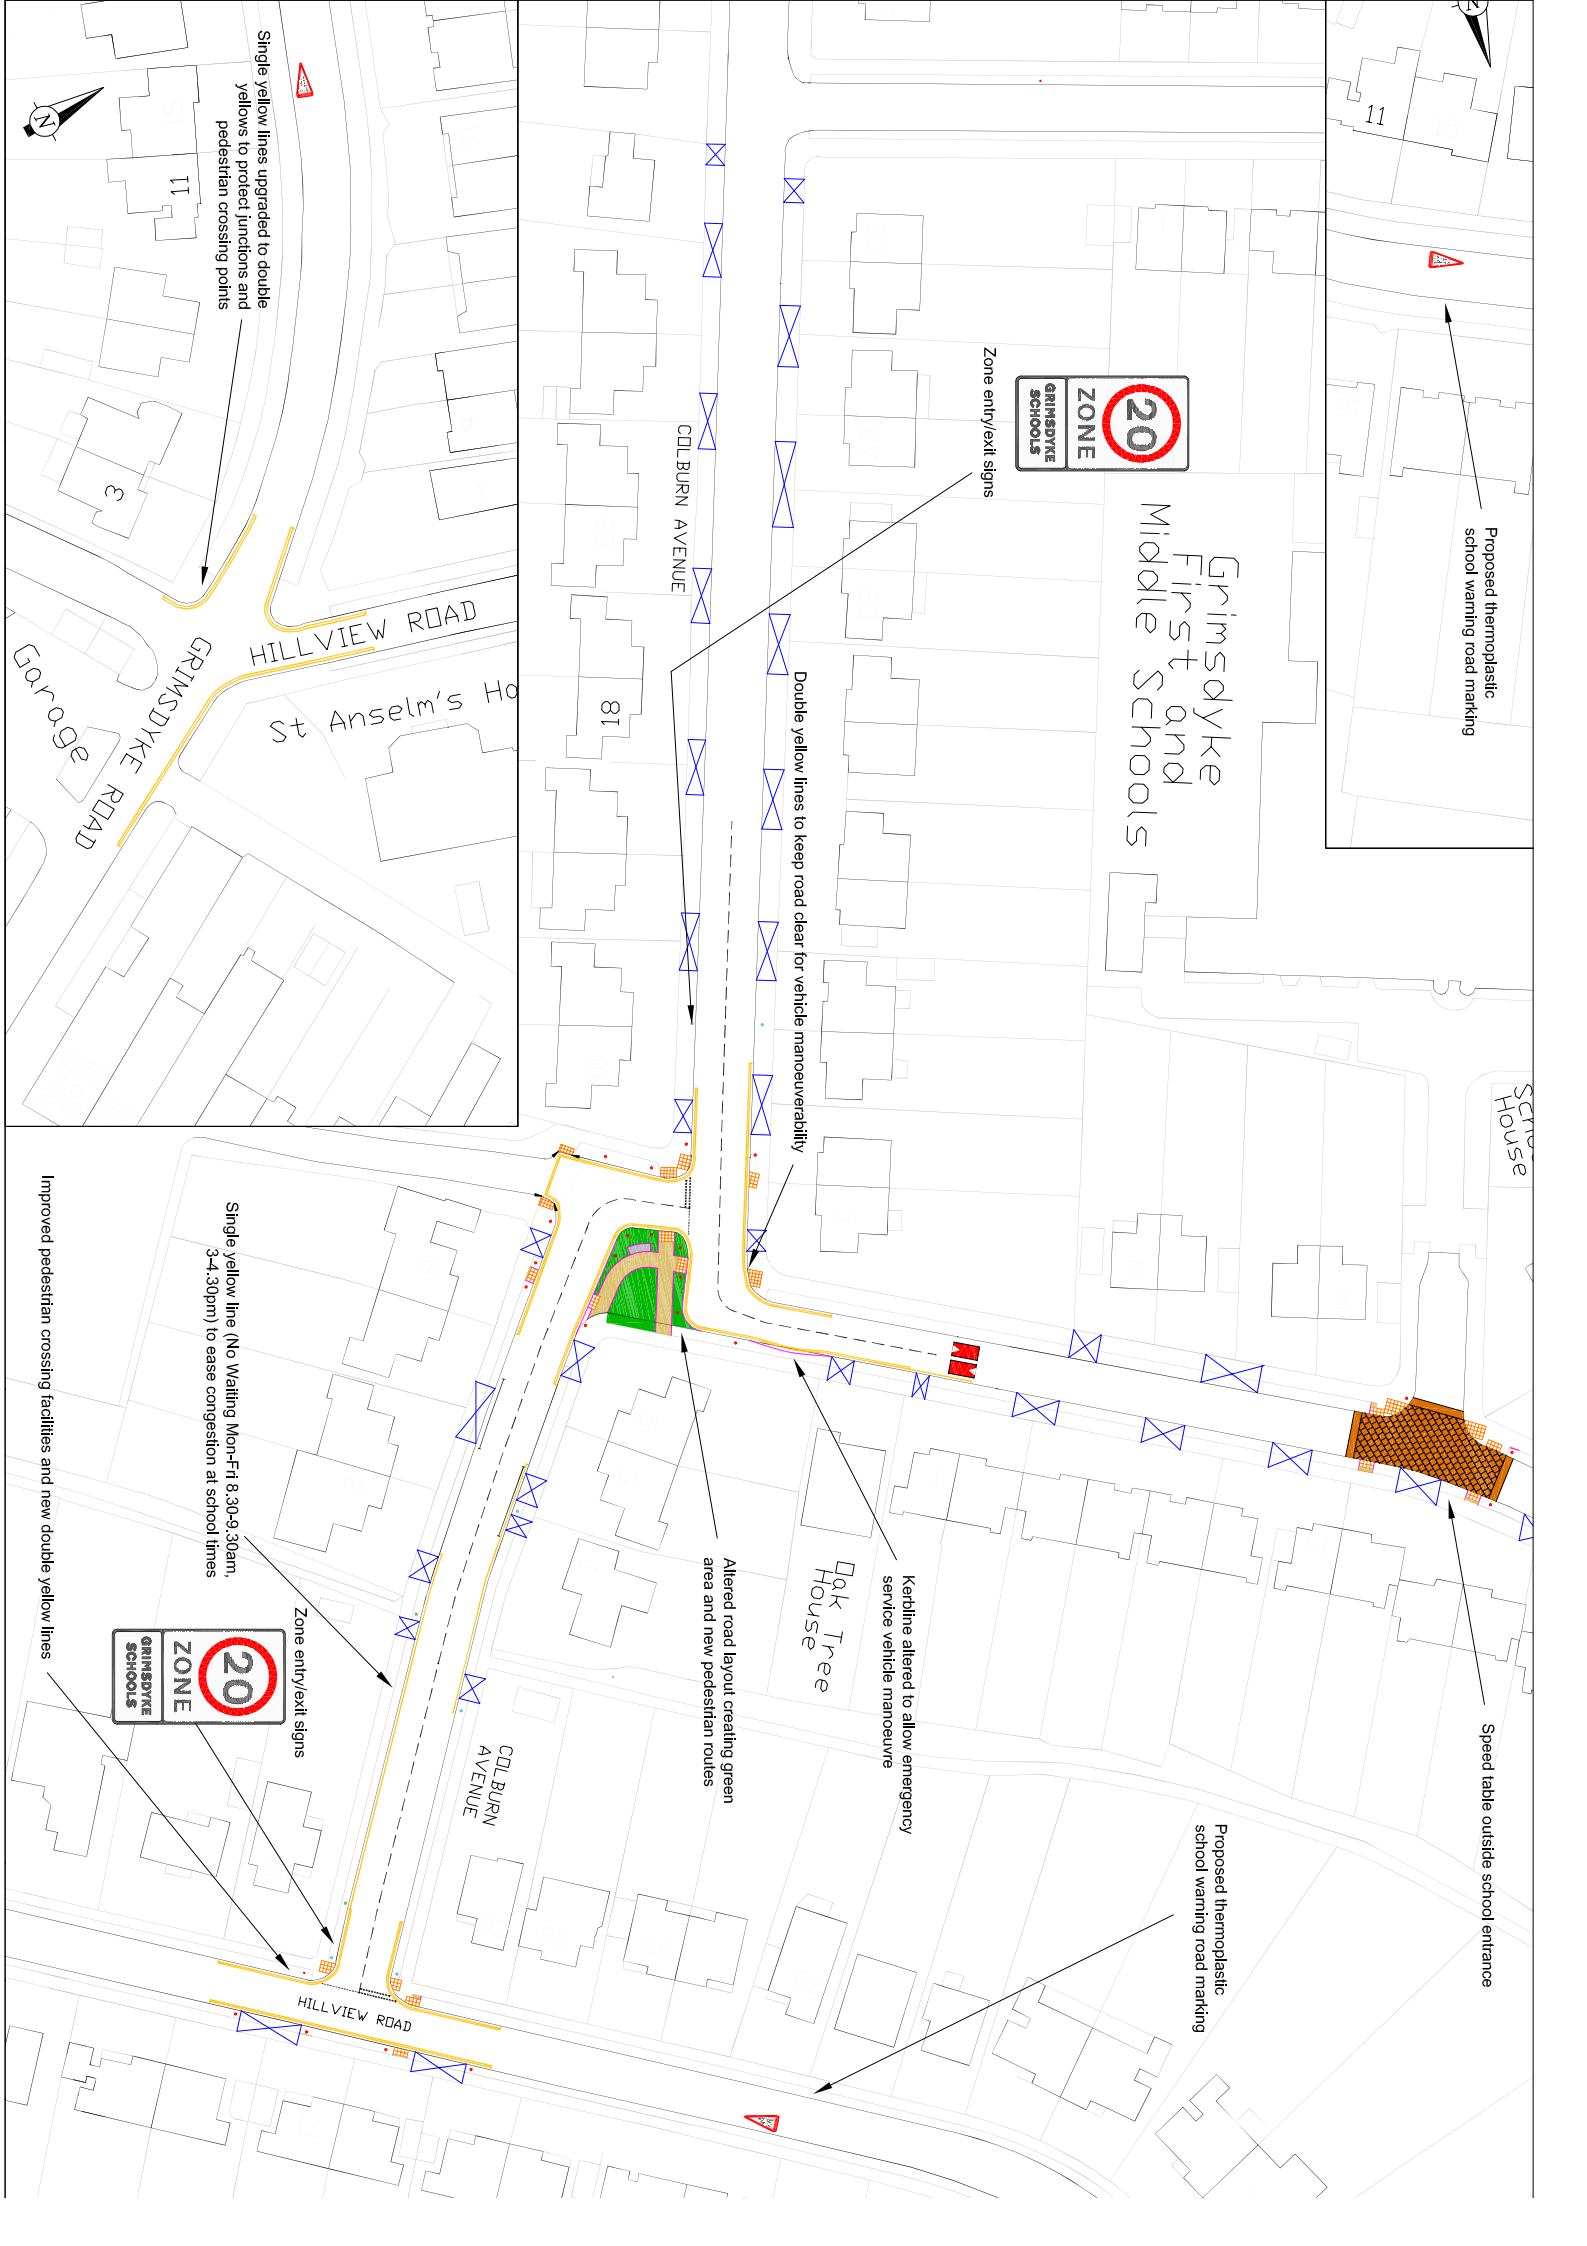 N
11
Proposed thermoplastic
school warning road marking
Grimsdyke
First and
Middle Schools
20
ZONE
GRIMSDYKE
SCHOOLS
Zone entry/exit signs
COLBURN AVENUE
18
Double yellow lines to keep road clear for vehicle manoeuverability
Single yellow lines upgraded to double
yellows to protect junctions and
pedestrian crossing points
N
11
3
HILLVIEW ROAD
GRIMSDYKE ROAD
St Anselm's Ho
Garage
House
Speed table outside school entrance
Kerbline altered to allow emergency
service vehicle manoeuvre
Oak Tree
House
Altered road layout creating green
area and new pedestrian routes
COLBURN
AVENUE
Proposed thermoplastic
school warning road marking
Single yellow line (No Waiting Mon-Fri 8.30-9.30am,
3-4.30pm) to ease congestion at school times
Zone entry/exit signs
20
ZONE
GRIMSDYKE
SCHOOLS
Improved pedestrian crossing facilities and new double yellow lines
HILLVIEW ROAD